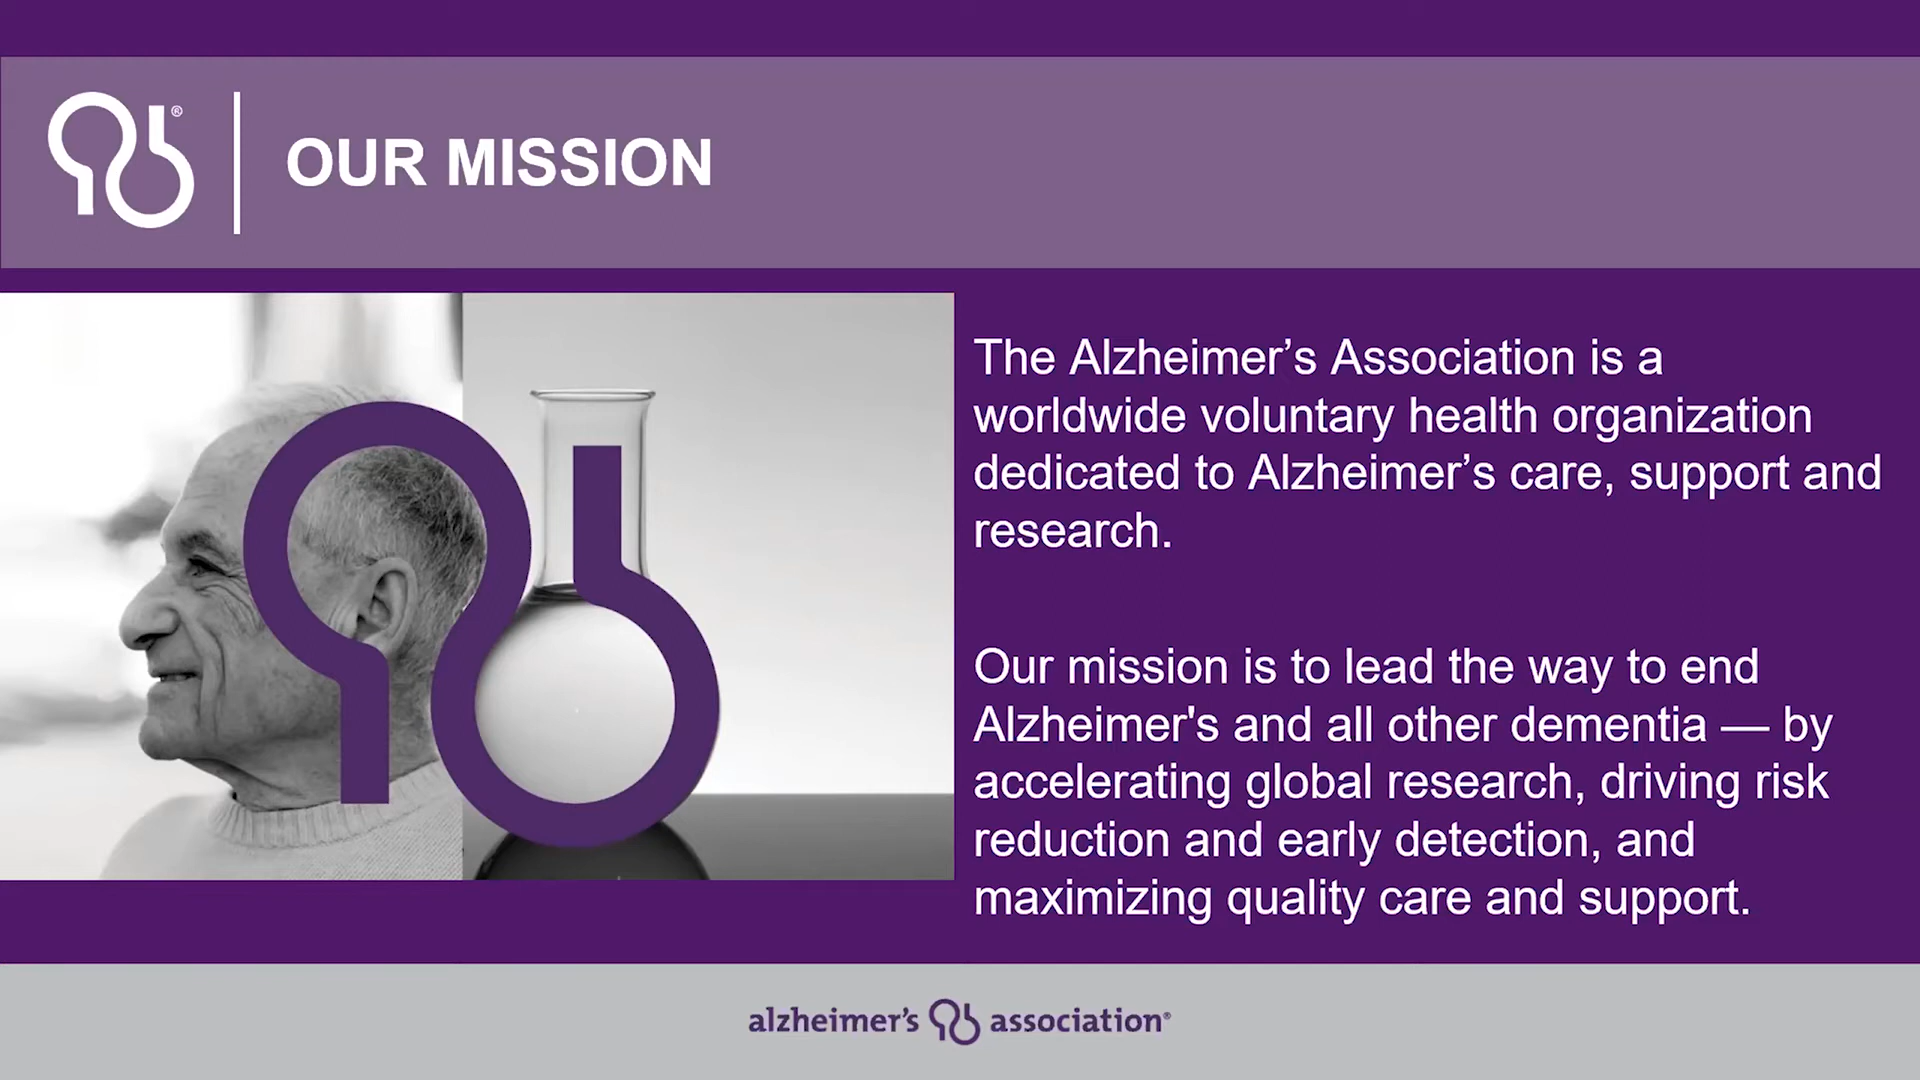 ®
OUR MISSION
The Alzheimer’s Association is a
worldwide voluntary health organization
dedicated to Alzheimer’s care, support and
research.
Our mission is to lead the way to end
Alzheimer's and all other dementia — by
accelerating global research, driving risk
reduction and early detection, and
maximizing quality care and support.
alzheimer’s association®